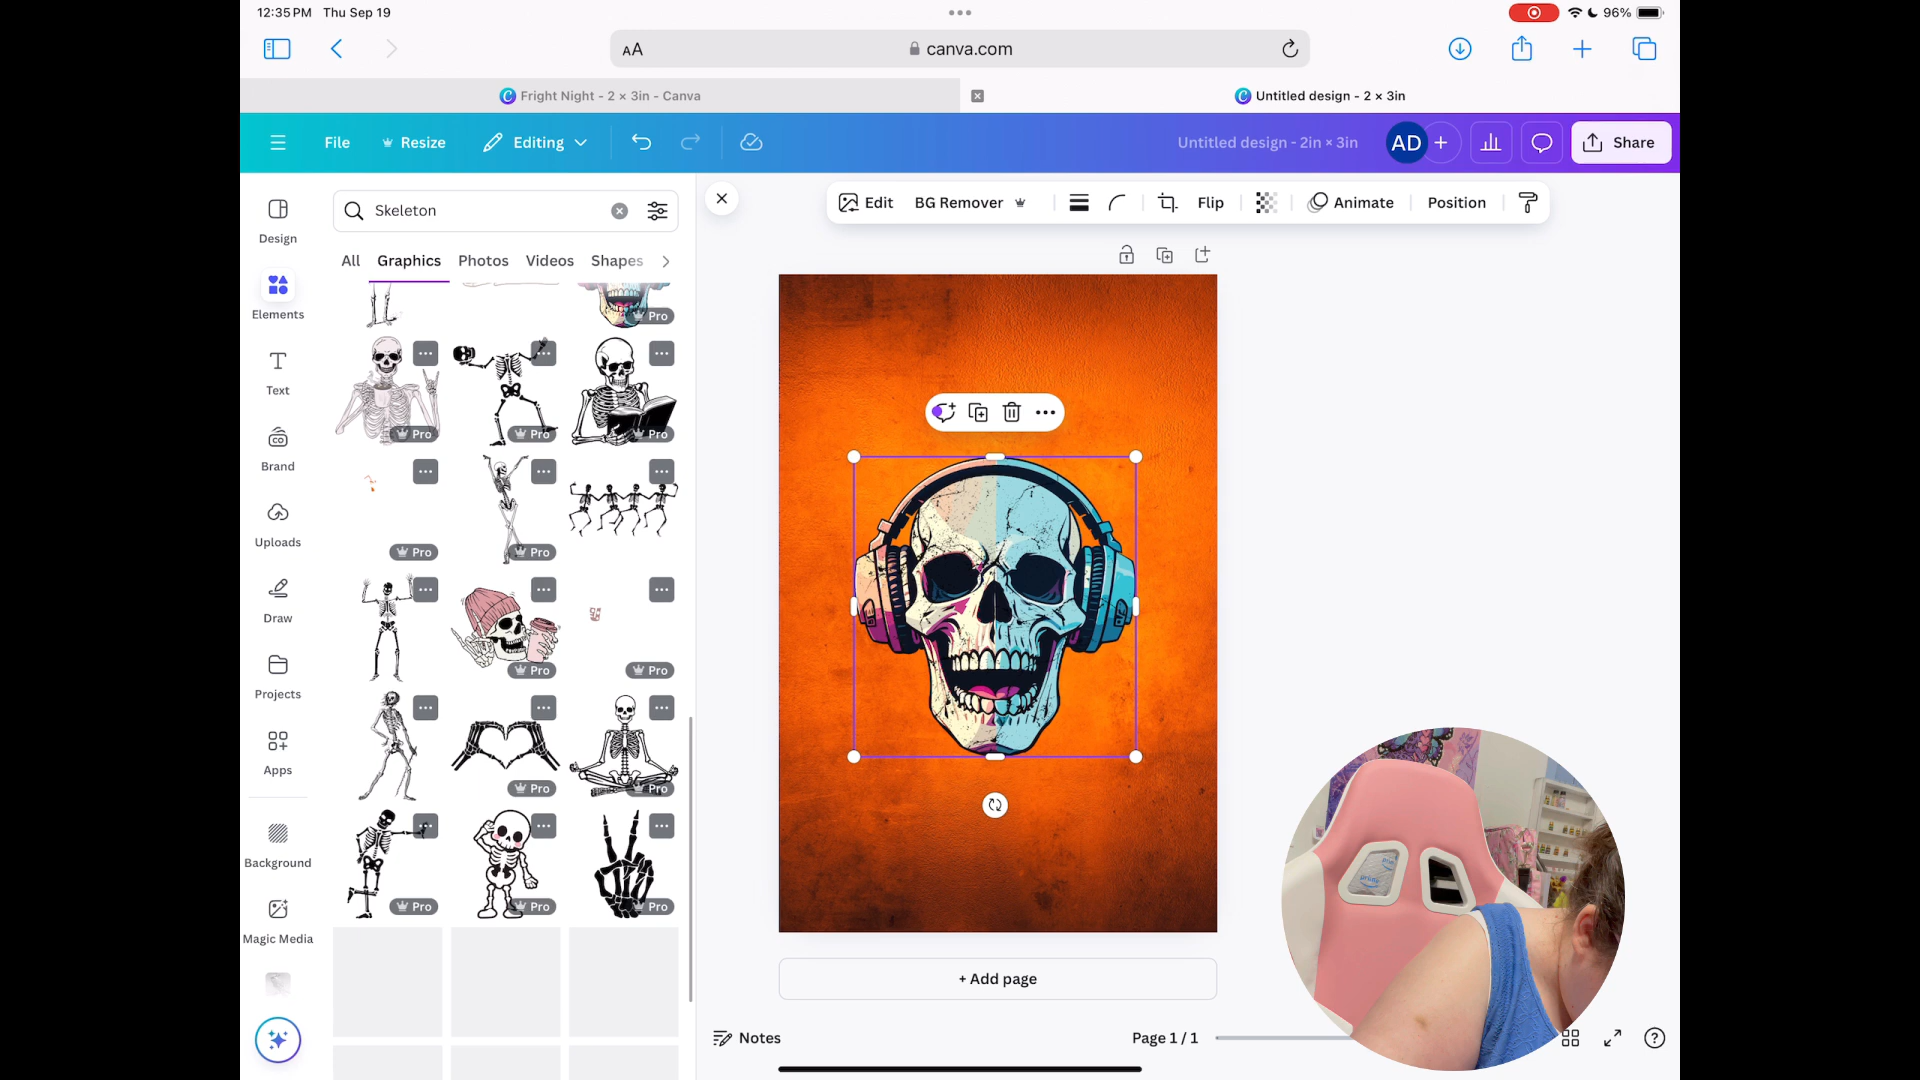 12:35 PM Thu Sep 19
96%
AA
canva.com
Fright Night - 2 × 3in - Canva
Untitled design - 2 × 3in
File
Resize
Editing
Untitled design - 2in × 3in
AD
Share
Design
Elements
Text
Brand
Uploads
Draw
Projects
Apps
Background
Magic Media
Skeleton
All
Graphics
Photos
Videos
Shapes
Pro
Pro
Pro
Pro
Pro
Pro
Pro
Pro
Pro
Pro
Pro
Pro
Pro
Edit
BG Remover
Flip
Animate
Position
+ Add page
Notes
Page 1 / 1